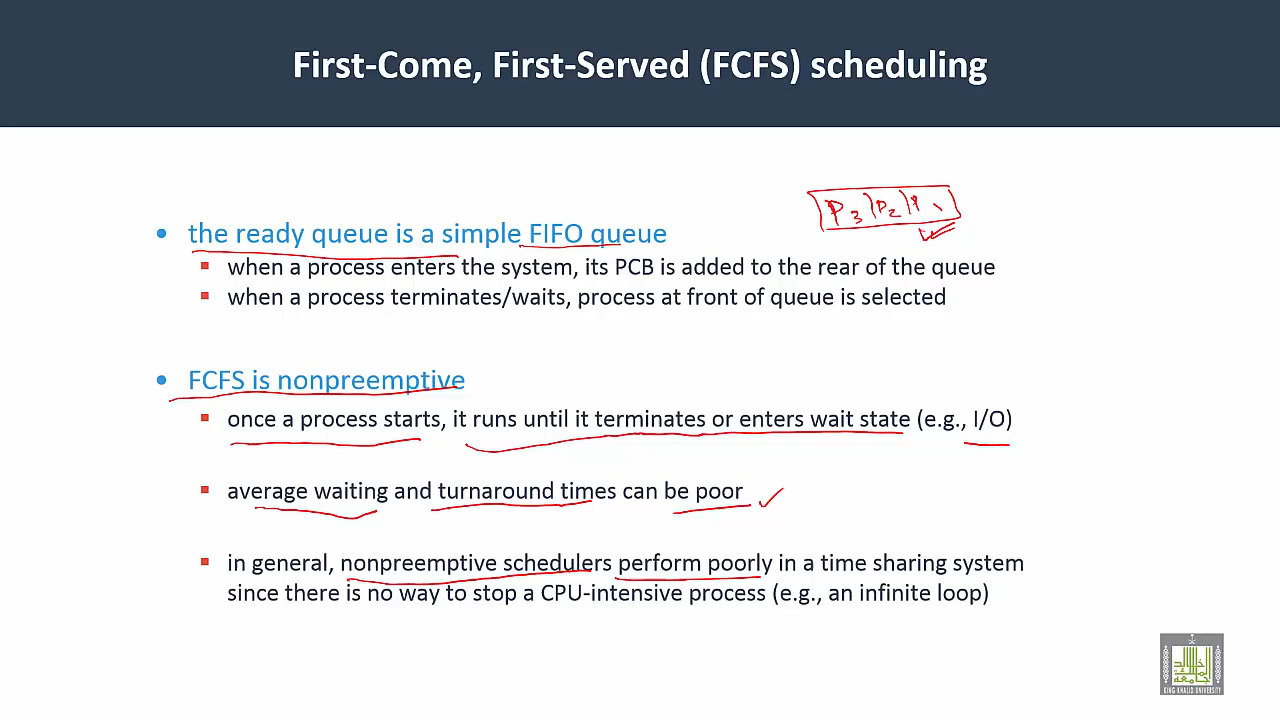 First-Come, First-Served (FCFS) scheduling
P3 P2 P1
• the ready queue is a simple FIFO queue
▪ when a process enters the system, its PCB is added to the rear of the queue
▪ when a process terminates/waits, process at front of queue is selected
• FCFS is nonpreemptive
▪ once a process starts, it runs until it terminates or enters wait state (e.g., I/O)
▪ average waiting and turnaround times can be poor
▪ in general, nonpreemptive schedulers perform poorly in a time sharing system
since there is no way to stop a CPU-intensive process (e.g., an infinite loop)
KING KHALID UNIVERSITY